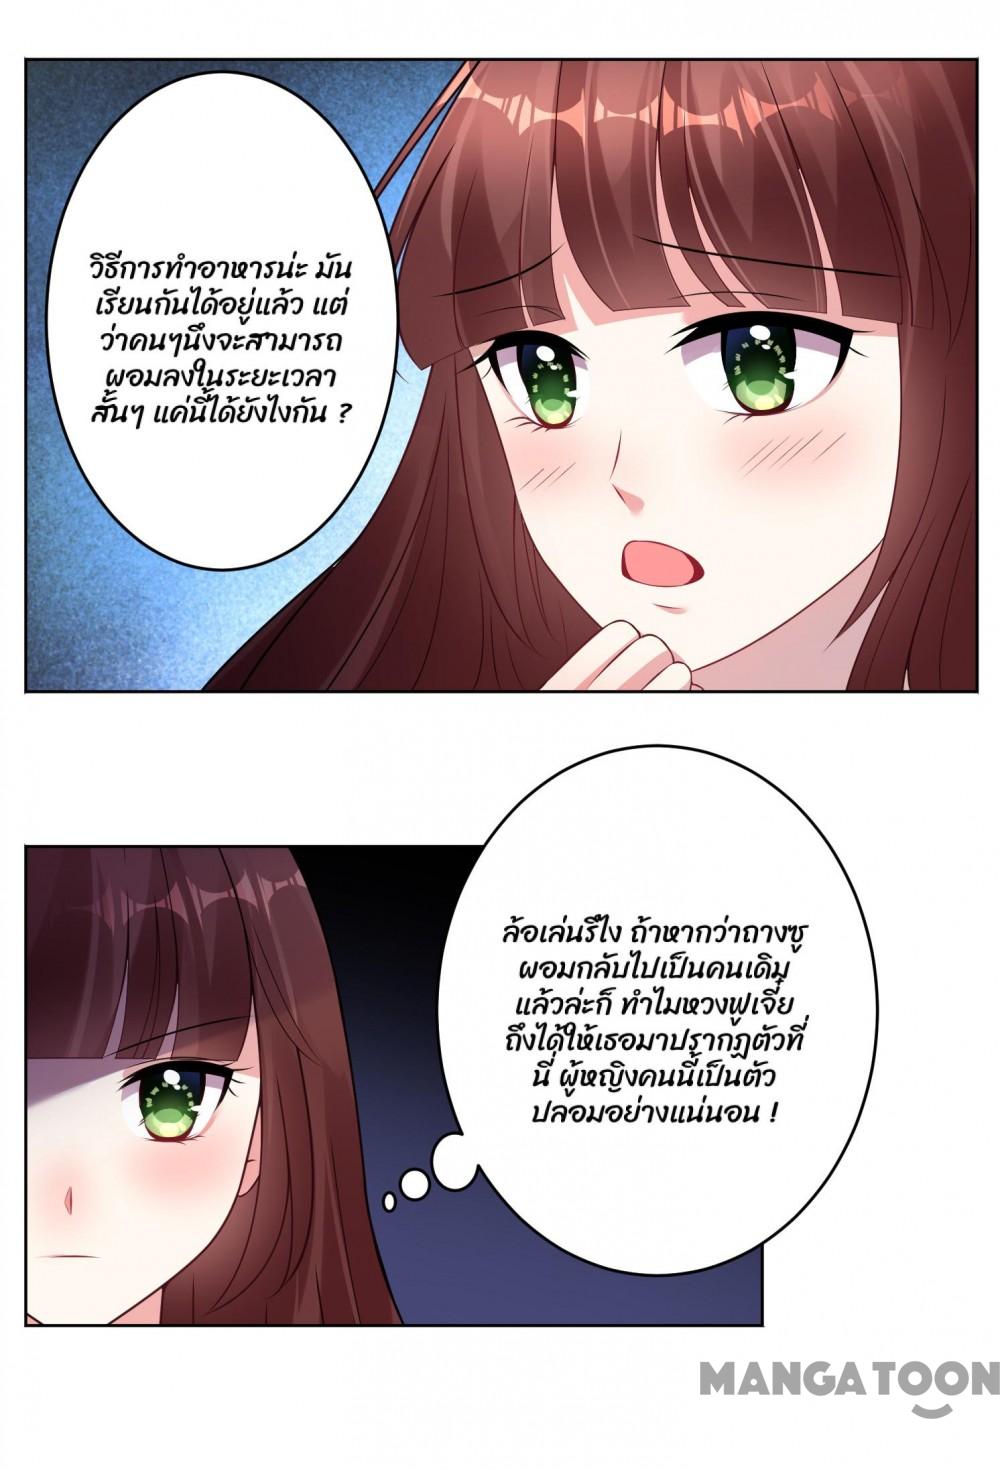 วิธีการทำอาหารน่ะ มัน
เรียนกันได้อยู่แล้ว แต่
ว่าคนๆนึงจะสามารถ
ผอมลงในระยะเวลา
สั้นๆ แค่นี้ได้ยังไงกัน ?
ล้อเล่นรึไง ถ้าหากว่าถางซู
ผอมกลับไปเป็นคนเดิม
แล้วล่ะก็ ทำไมหวงฟูเจี๋ย
ถึงได้ให้เธอมาปรากฏตัวที่
นี่ ผู้หญิงคนนี้เป็นตัว
ปลอมอย่างแน่นอน !
MANGATOON